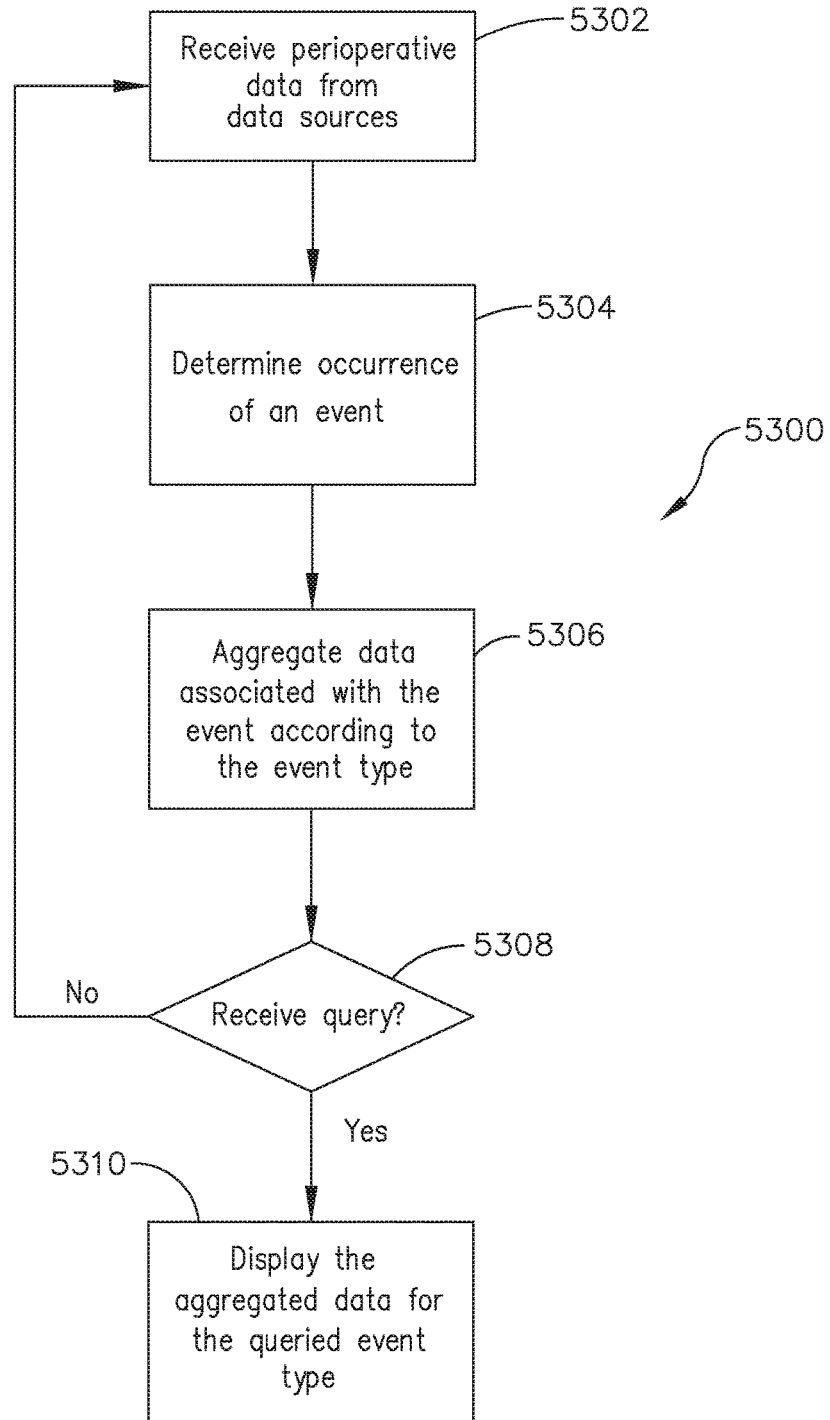 5302
Receive perioperative
data from
data sources
5304
Determine occurrence
of an event
5300
5306
Aggregate data
associated with the
event according to
the event type
5308
Receive query?
No
Yes
5310
Display the
aggregated data for
the queried event
type